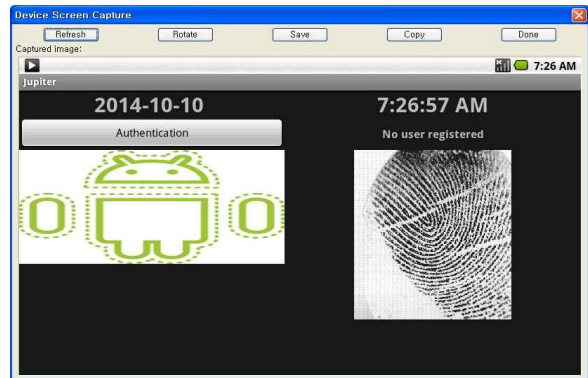 Device Screen Capture
Refresh Rotate Save Copy Done
Captured image:
7:26 AM
Jupiter
2014-10-10 7:26:57 AM
Authentication No user registered